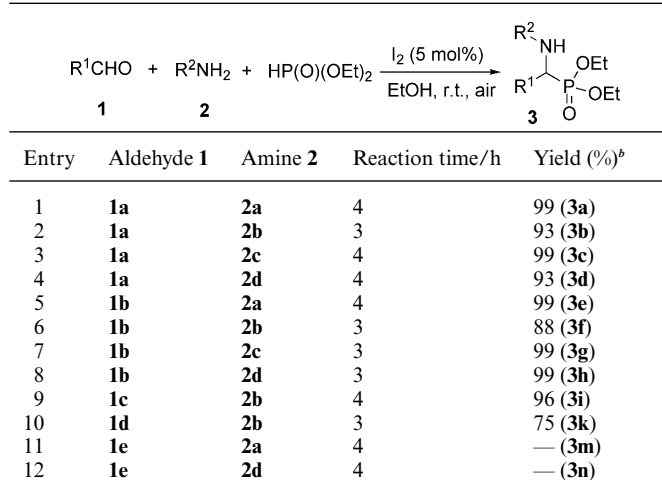 R¹CHO + R²NH₂ + HP(O)(OEt)₂ I₂ (5 mol%) EtOH, r.t., air R² NH R¹ P OEt OEt O
1 2 3
Entry Aldehyde 1 Amine 2 Reaction time/h Yield (%)ᵇ
1 1a 2a 4 99 (3a)
2 1a 2b 3 93 (3b)
3 1a 2c 4 99 (3c)
4 1a 2d 4 93 (3d)
5 1b 2a 4 99 (3e)
6 1b 2b 3 88 (3f)
7 1b 2c 3 99 (3g)
8 1b 2d 3 99 (3h)
9 1c 2b 4 96 (3i)
10 1d 2b 3 75 (3k)
11 1e 2a 4 — (3m)
12 1e 2d 4 — (3n)